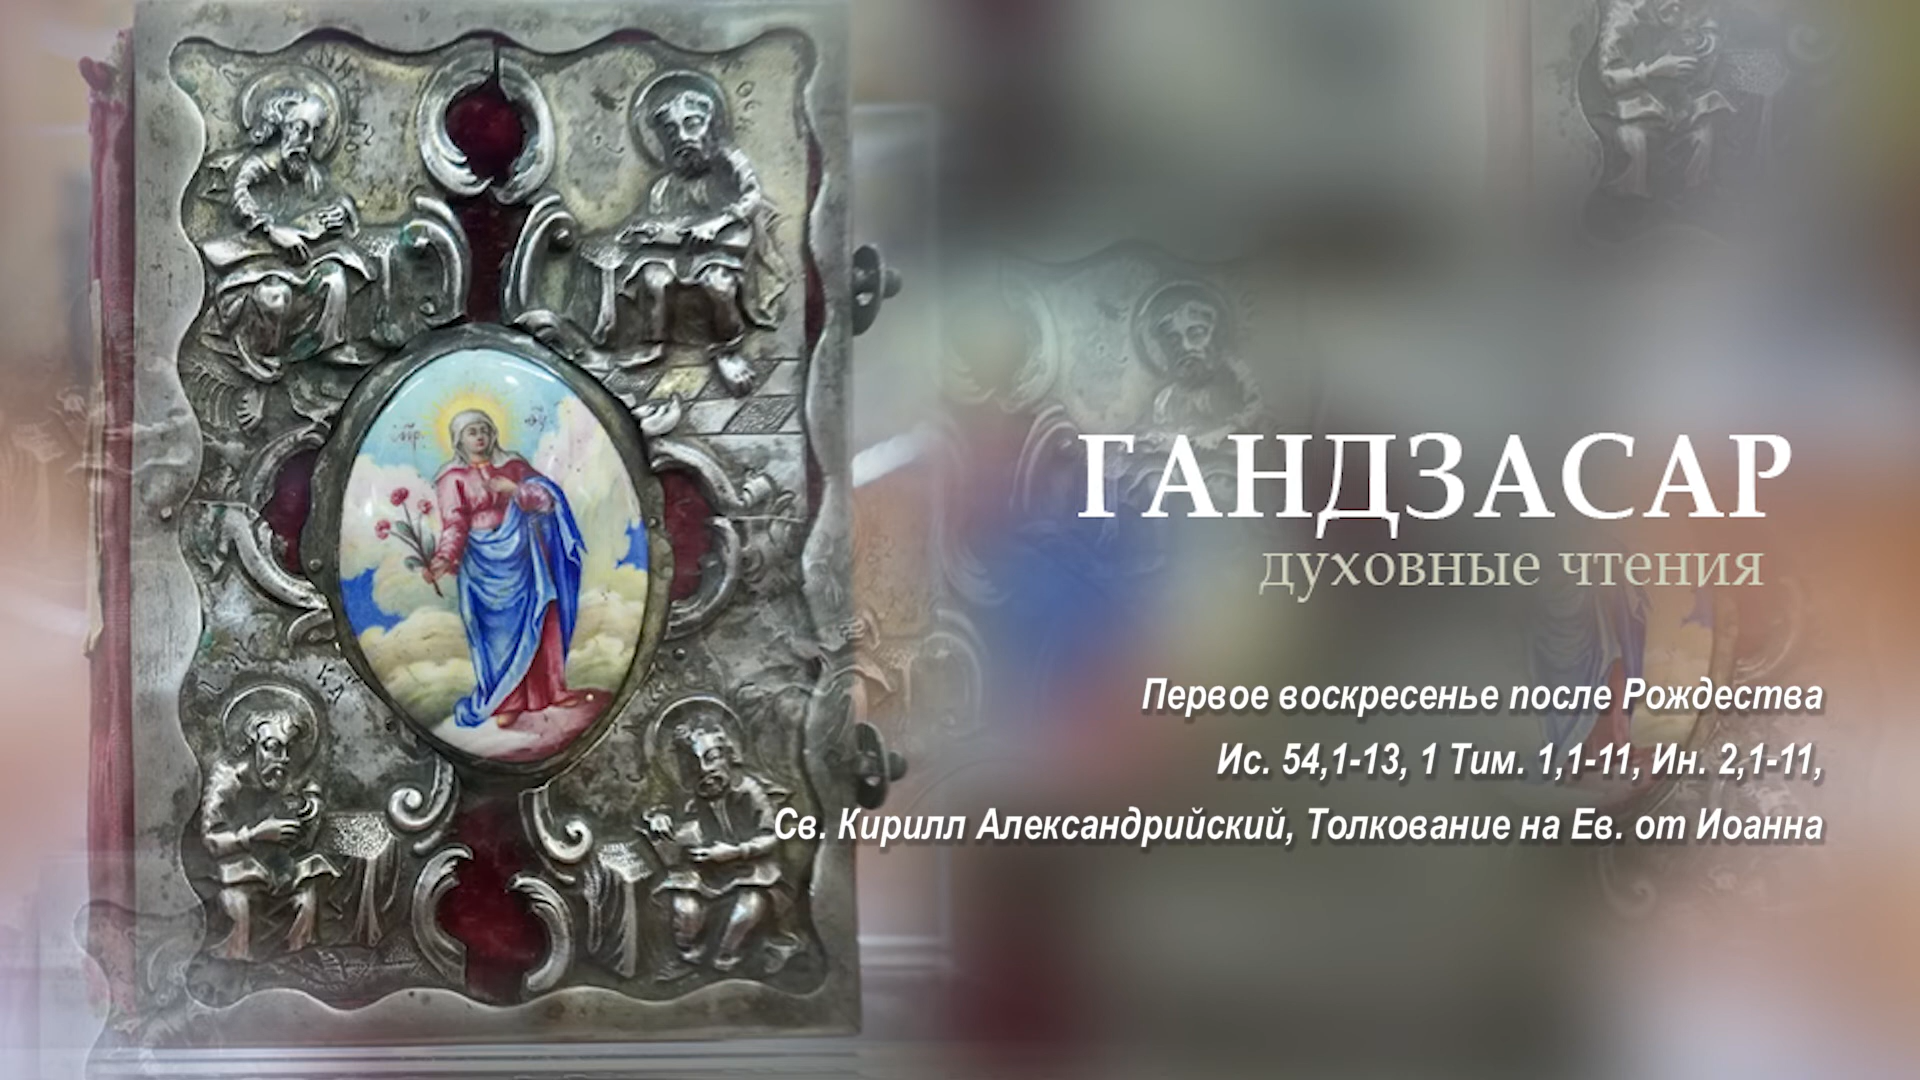 ГАНДЗАСАР
духовные чтения
Первое воскресенье после Рождества
Ис. 54,1-13, 1 Тим. 1,1-11, Ин. 2,1-11,
Св. Кирилл Александрийский, Толкование на Ев. от Иоанна